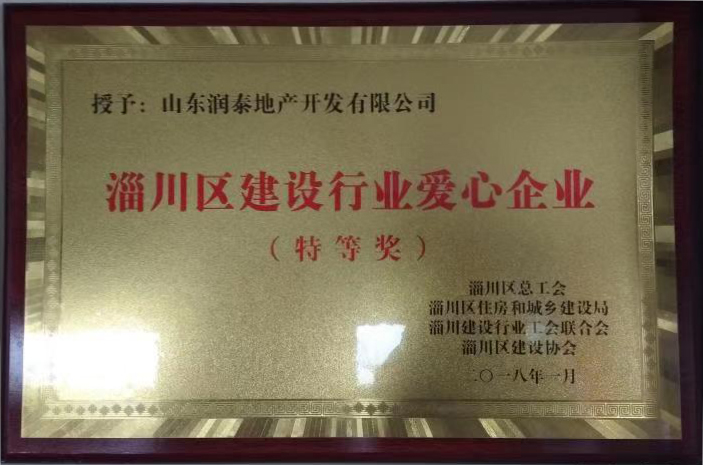 授予：山东润泰地产开发有限公司
淄川区建设行业爱心企业
（特等奖）
淄川区总工会
淄川区住房和城乡建设局
淄川建设行业工会联合会
淄川区建设协会
二〇一八年一月